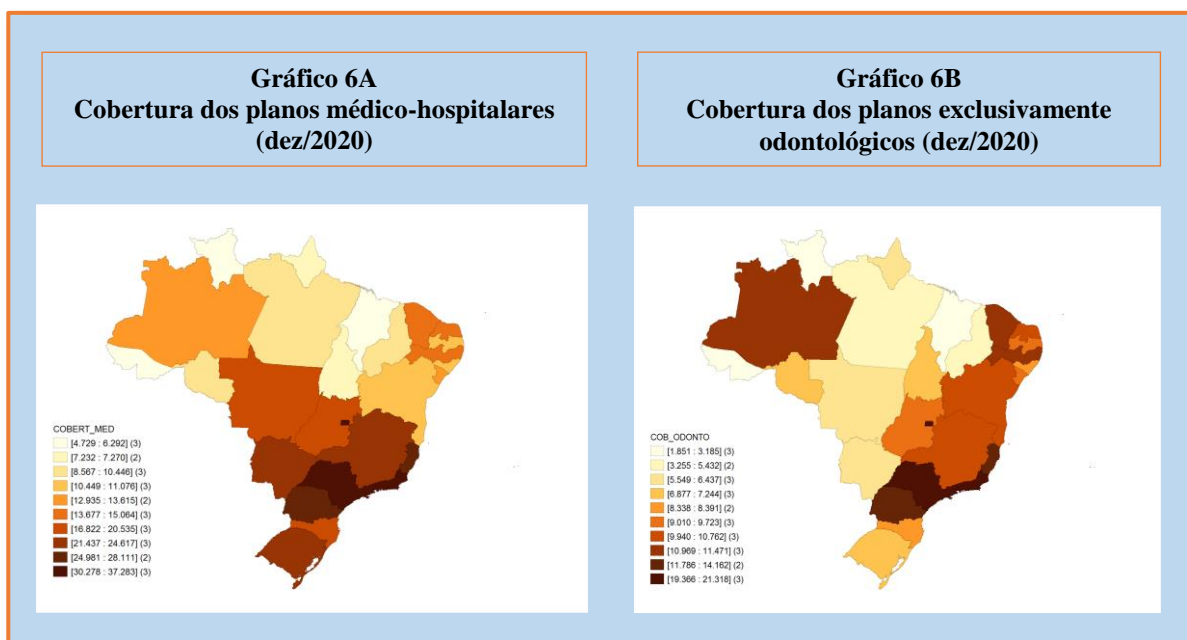 Gráfico 6A
Cobertura dos planos médico-hospitalares
(dez/2020)
COBERT_MED
[4.729 : 6.292] (3)
[7.232 : 7.270] (2)
[8.567 : 10.446] (3)
[10.449 : 11.076] (3)
[12.935 : 13.615] (2)
[13.677 : 15.064] (3)
[16.822 : 20.535] (3)
[21.437 : 24.617] (3)
[24.981 : 28.111] (2)
[30.278 : 37.283] (3)
Gráfico 6B
Cobertura dos planos exclusivamente
odontológicos (dez/2020)
COB_ODONTO
[1.851 : 3.185] (3)
[3.255 : 5.432] (2)
[5.549 : 6.437] (3)
[6.877 : 7.244] (3)
[8.338 : 8.391] (2)
[9.010 : 9.723] (3)
[9.940 : 10.762] (3)
[10.969 : 11.471] (3)
[11.786 : 14.162] (2)
[19.366 : 21.318] (3)